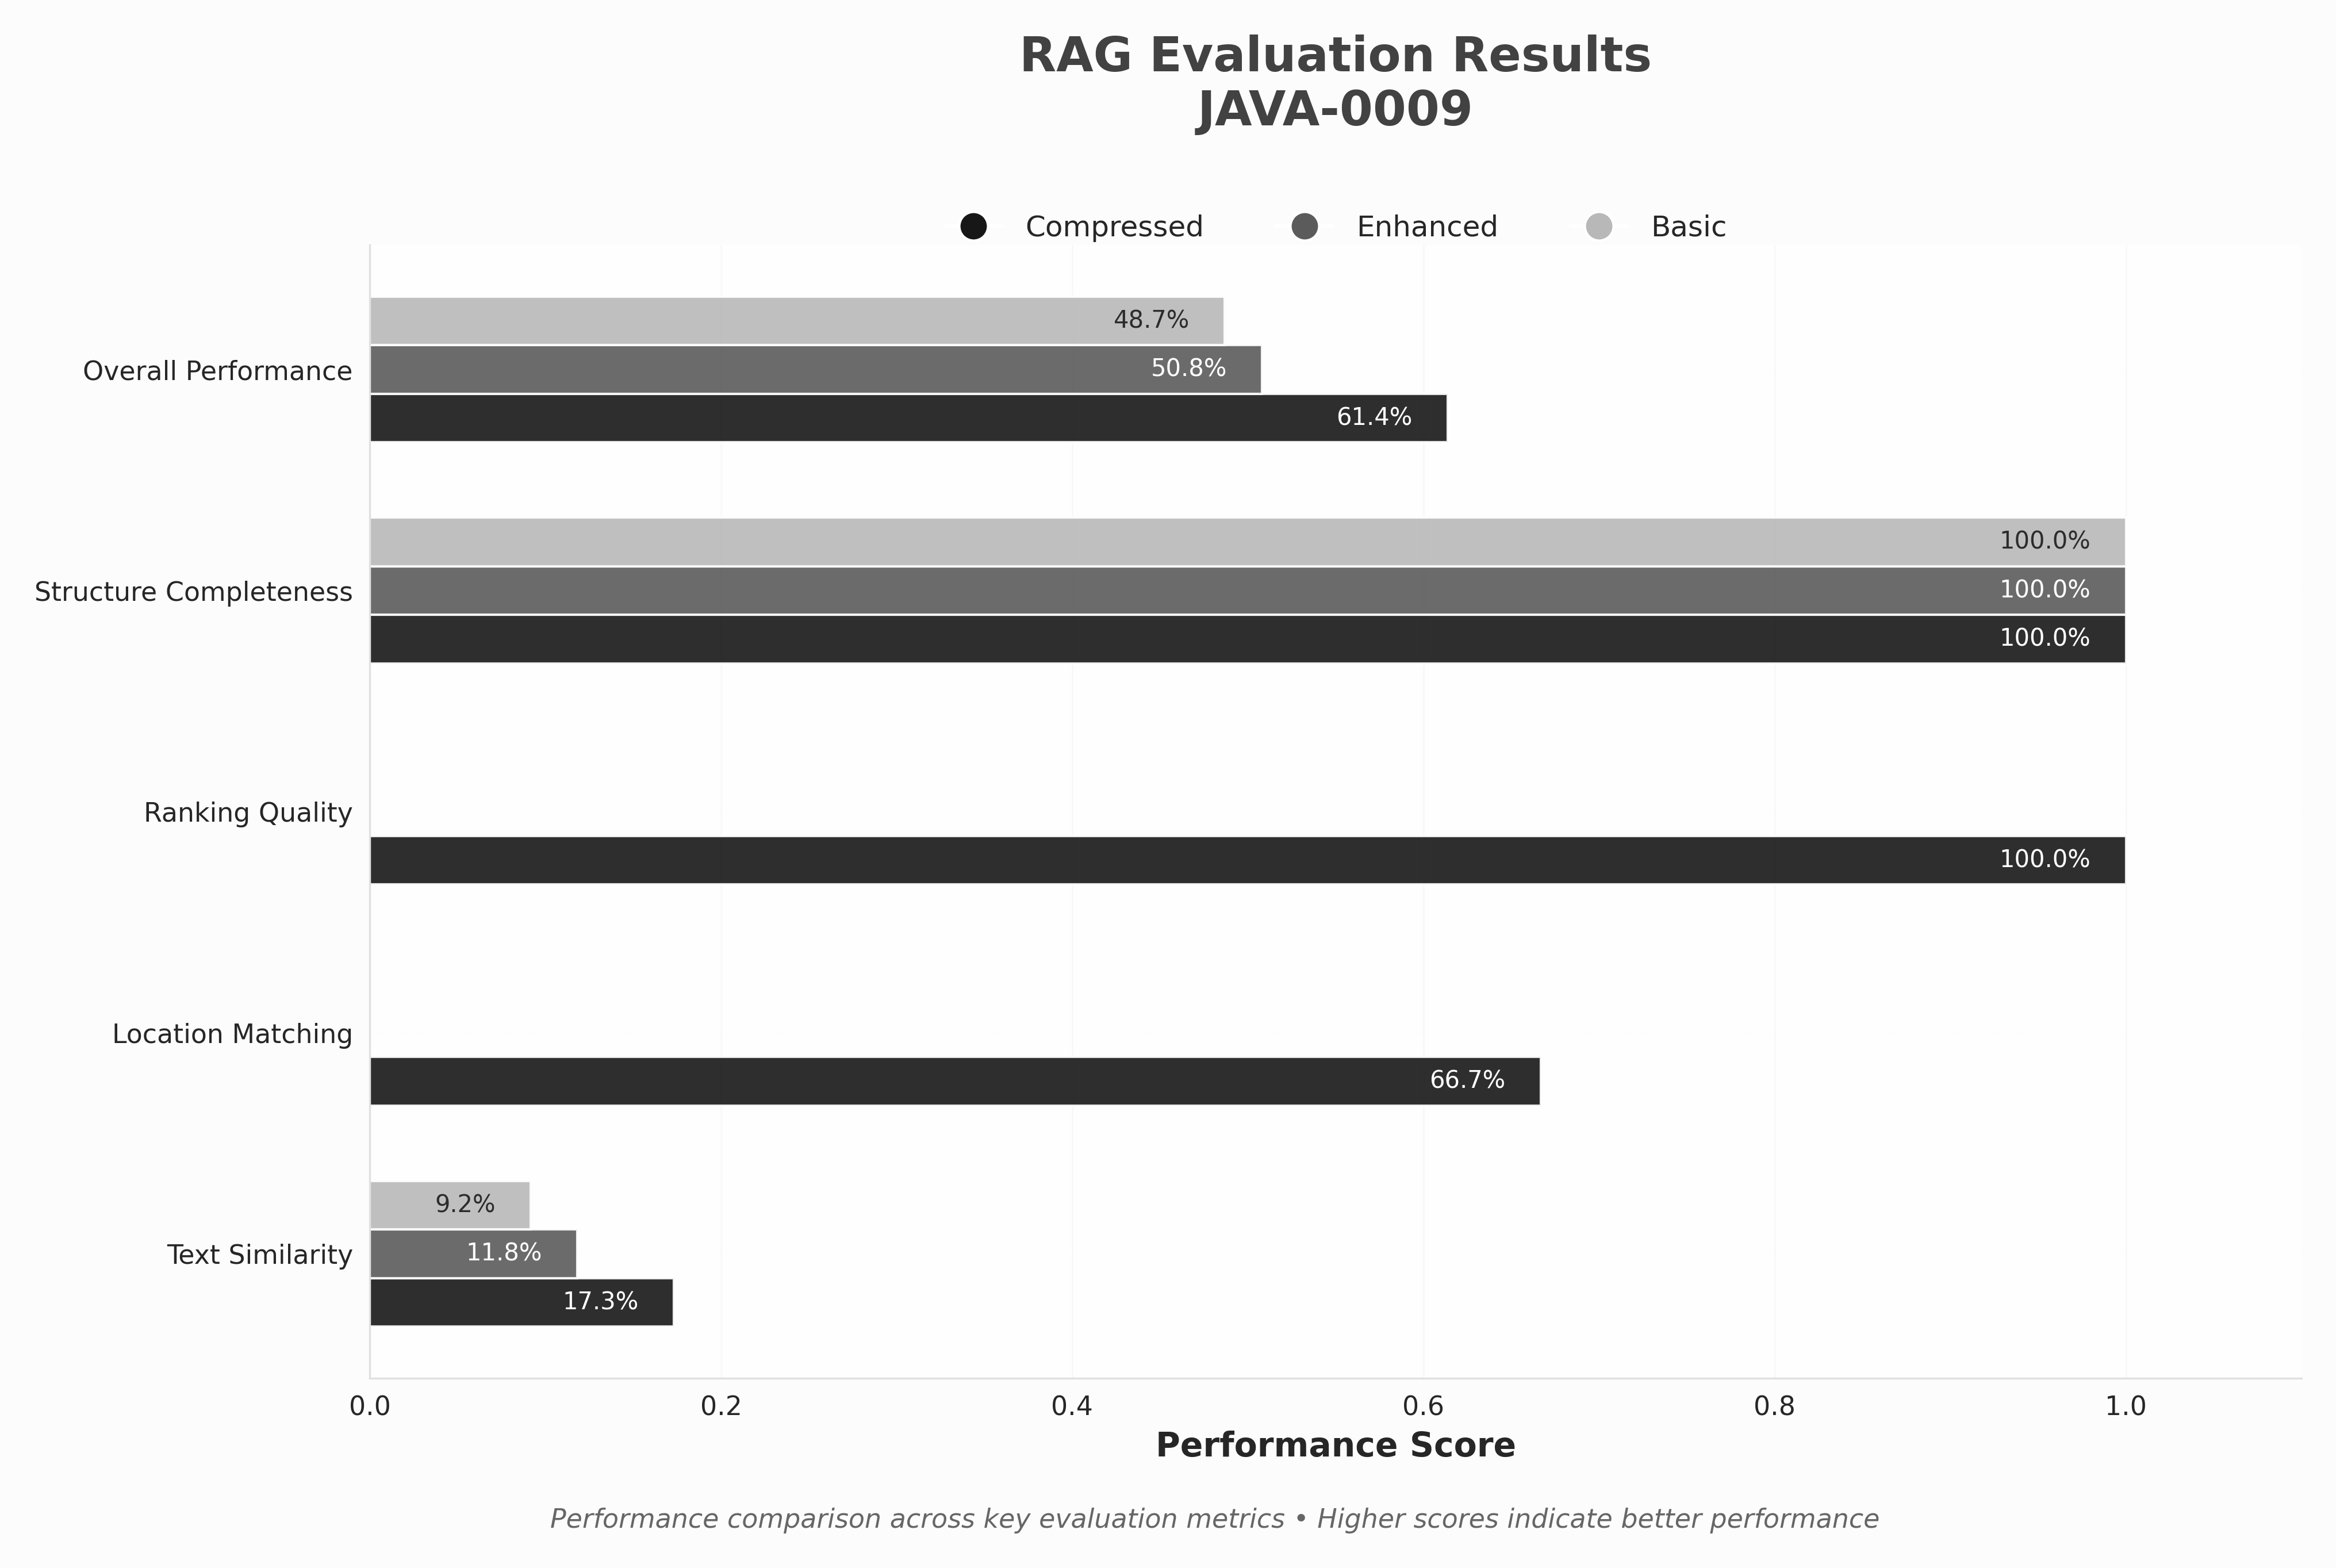 RAG Evaluation Results
JAVA-0009
Compressed Enhanced Basic
48.7%
Overall Performance 50.8%
61.4%
100.0%
Structure Completeness 100.0%
100.0%
Ranking Quality
100.0%
Location Matching
66.7%
9.2%
Text Similarity 11.8%
17.3%
0.0 0.2 0.4 0.6 0.8 1.0
Performance Score
Performance comparison across key evaluation metrics • Higher scores indicate better performance